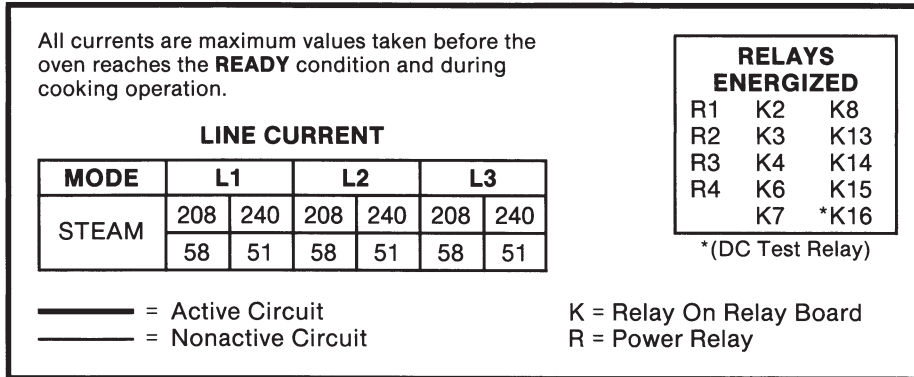 All currents are maximum values taken before the
oven reaches the READY condition and during
cooking operation.
LINE CURRENT
MODE L1 L2 L3
STEAM 208 240 208 240 208 240
58 51 58 51 58 51
RELAYS
ENERGIZED
R1 K2 K8
R2 K3 K13
R3 K4 K14
R4 K6 K15
K7 *K16
*(DC Test Relay)
= Active Circuit
= Nonactive Circuit
K = Relay On Relay Board
R = Power Relay